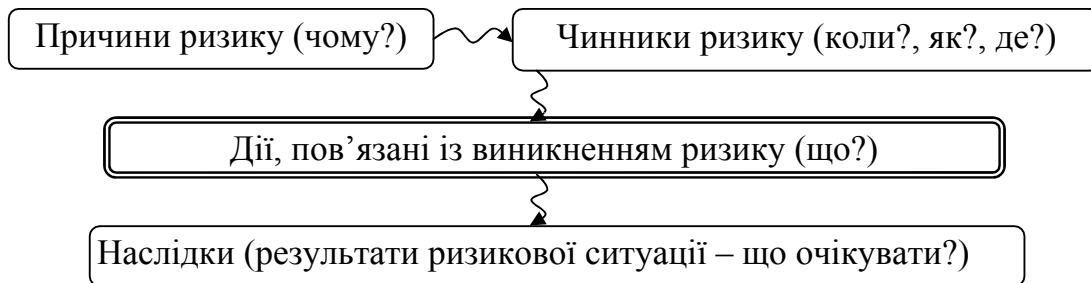 Причини ризику (чому?)
Чинники ризику (коли?, як?, де?)
Дії, пов’язані із виникненням ризику (що?)
Наслідки (результати ризикової ситуації – що очікувати?)